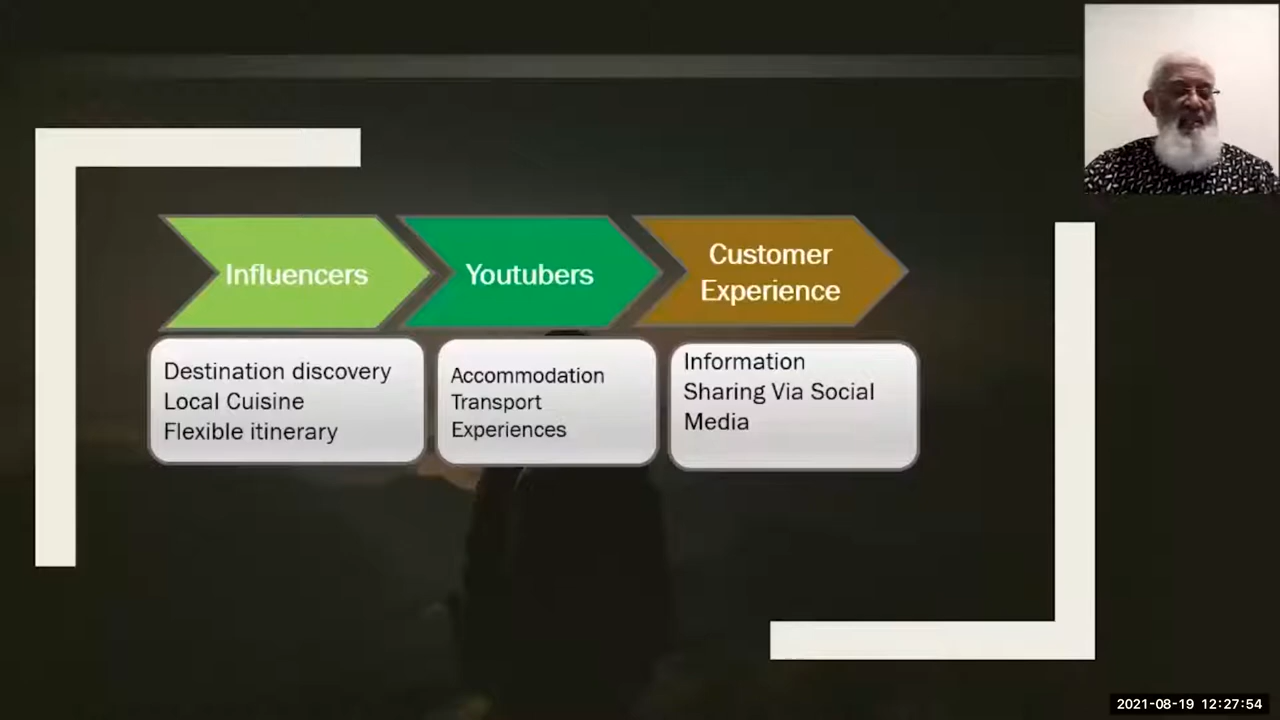 Influencers
Youtubers
Customer
Experience
Destination discovery
Local Cuisine
Flexible itinerary
Accommodation
Transport
Experiences
Information
Sharing Via Social
Media
2021-08-19 12:27:54